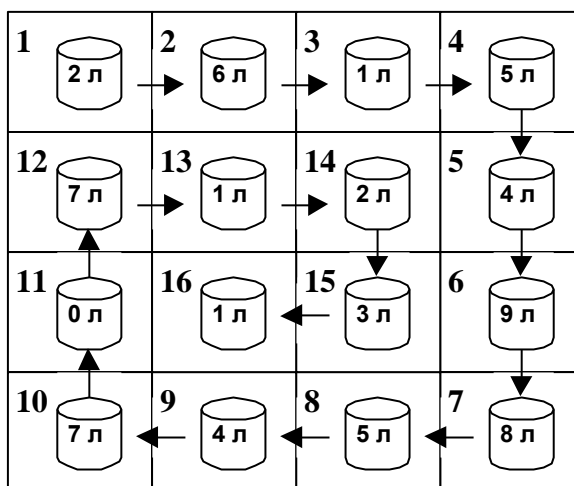 1 2 3 4
2 л 6 л 1 л 5 л
12 13 14 5
7 л 1 л 2 л 4 л
11 16 15 6
0 л 1 л 3 л 9 л
10 9 8 7
7 л 4 л 5 л 8 л